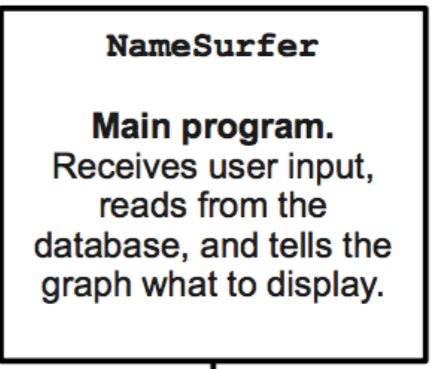 NameSurfer
Main program.
Receives user input,
reads from the
database, and tells the
graph what to display.